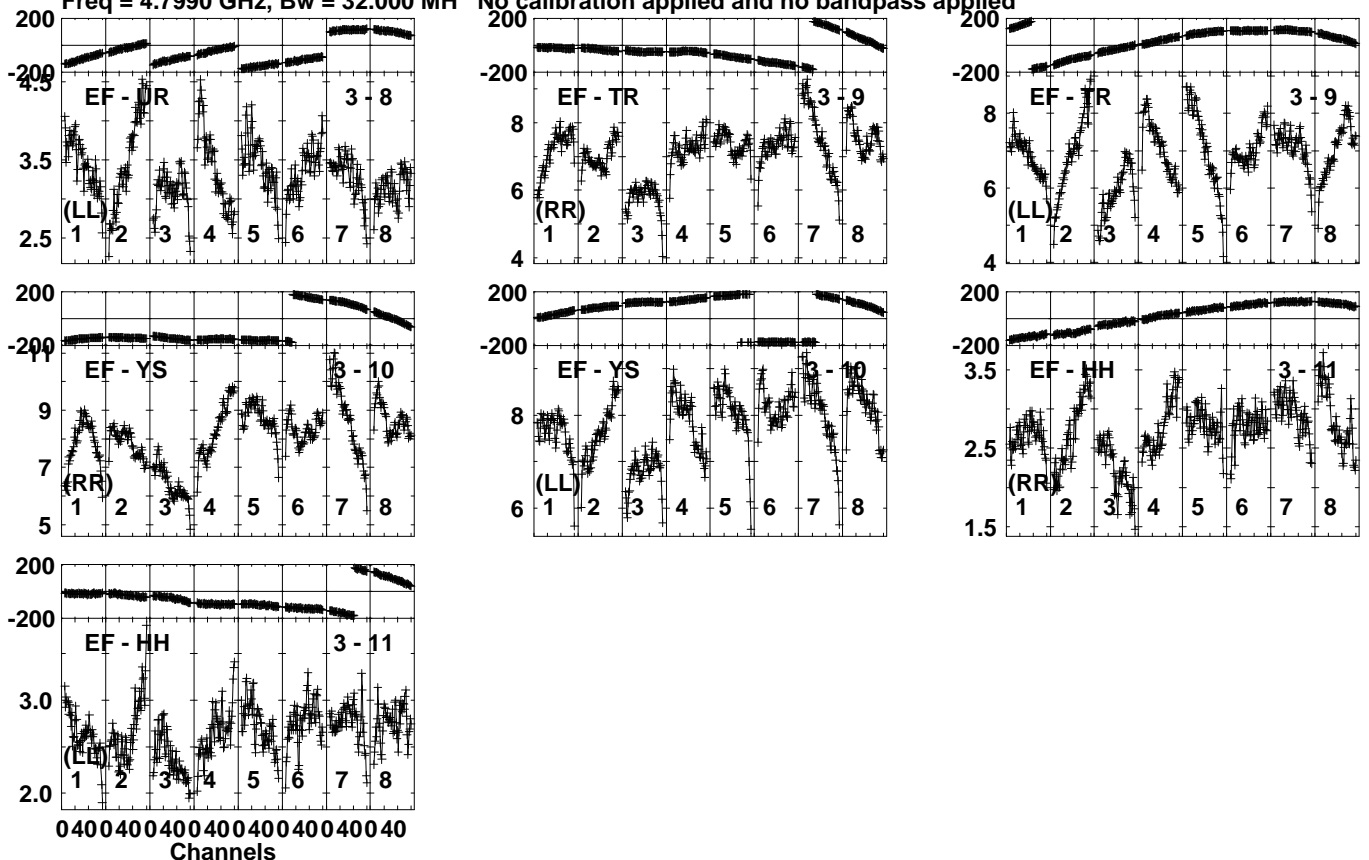 Freq = 4.7990 GHz, Bw = 32.000 MH No calibration applied and no bandpass applied
200
-200
4.5
3.5
2.5
EF - UR 3 - 8
(LL)
1 2 3 4 5 6 7 8
200
-200
8
6
4
EF - TR 3 - 9
(RR)
1 2 3 4 5 6 7 8
200
-200
8
6
4
EF - TR 3 - 9
(LL)
1 2 3 4 5 6 7 8
200
-200
11
9
7
5
EF - YS 3 - 10
(RR)
1 2 3 4 5 6 7 8
200
-200
8
6
EF - YS 3 - 10
(LL)
1 2 3 4 5 6 7 8
200
-200
3.5
2.5
1.5
EF - HH 3 - 11
(RR)
1 2 3 4 5 6 7 8
200
-200
3.0
2.0
EF - HH 3 - 11
(LL)
1 2 3 4 5 6 7 8
0 40 0 40 0 40 0 40 0 40 0 40 0 40 0 40
Channels